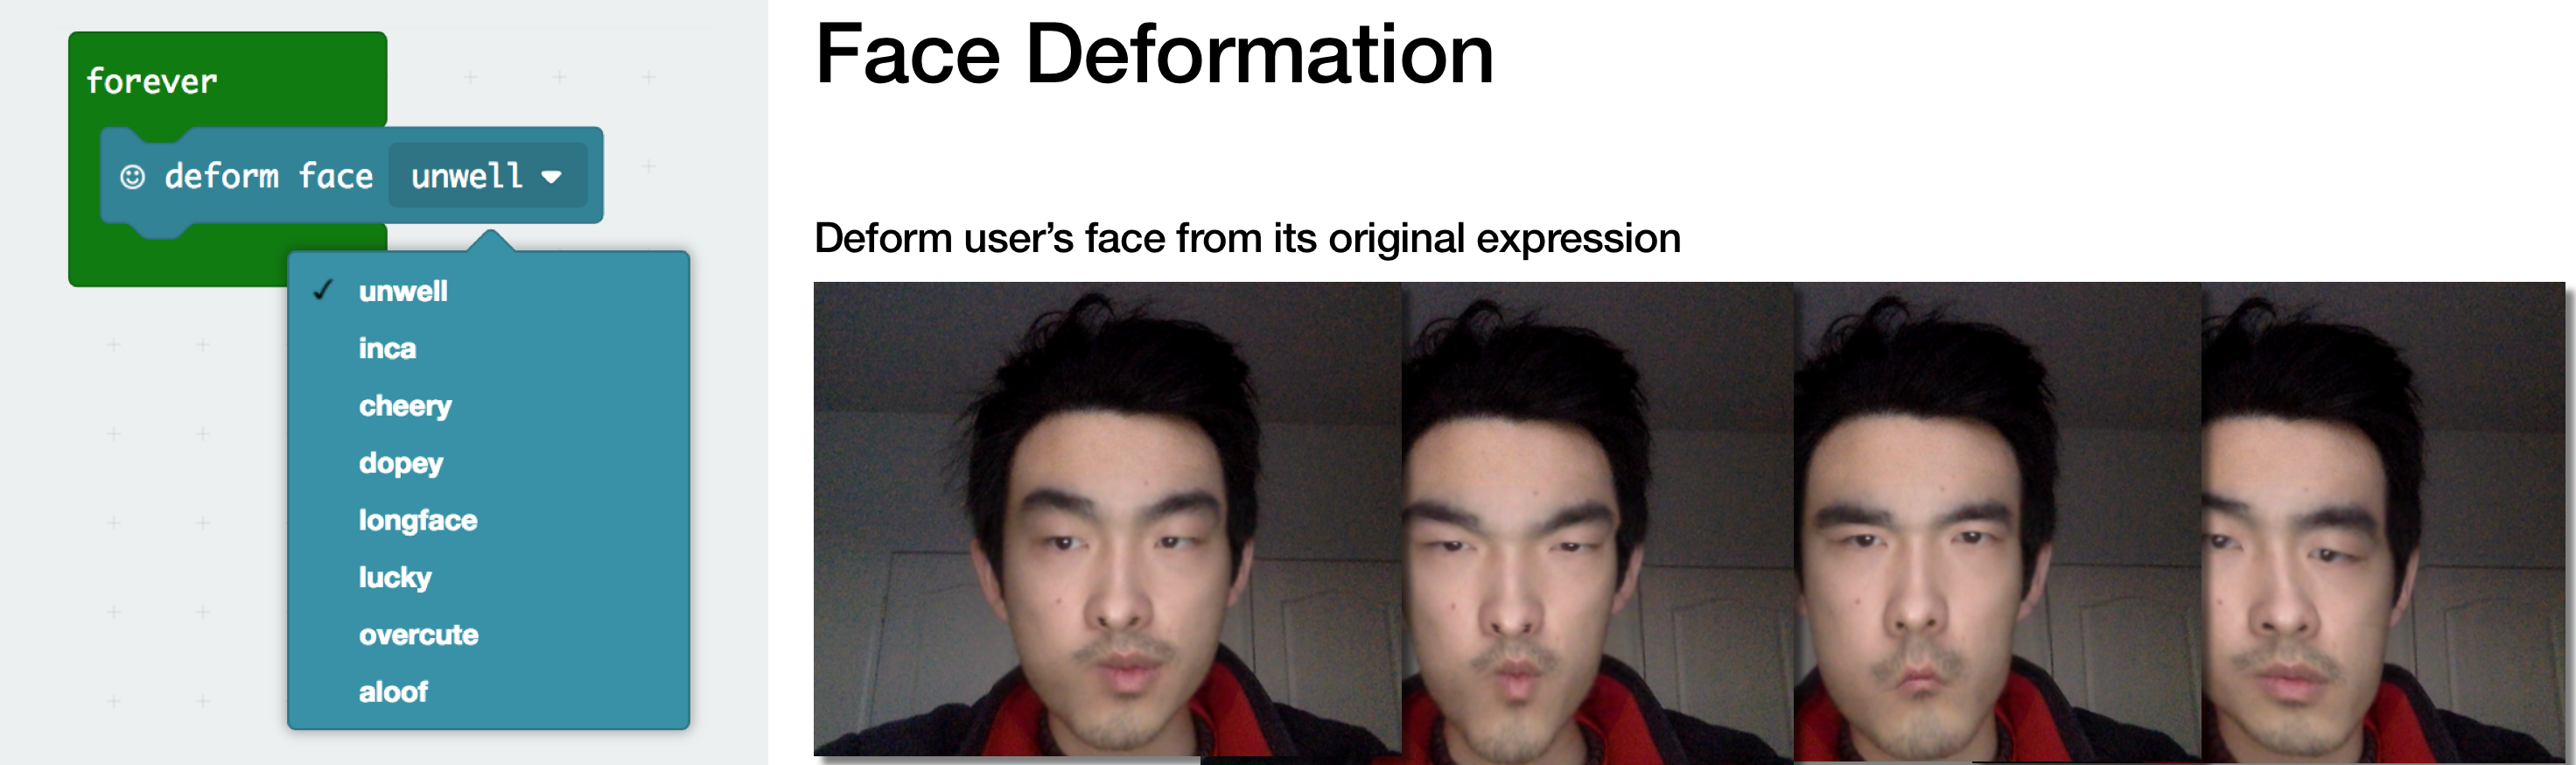 forever
deform face unwell
unwell
inca
cheery
dopey
longface
lucky
overcute
aloof
Face Deformation
Deform user’s face from its original expression